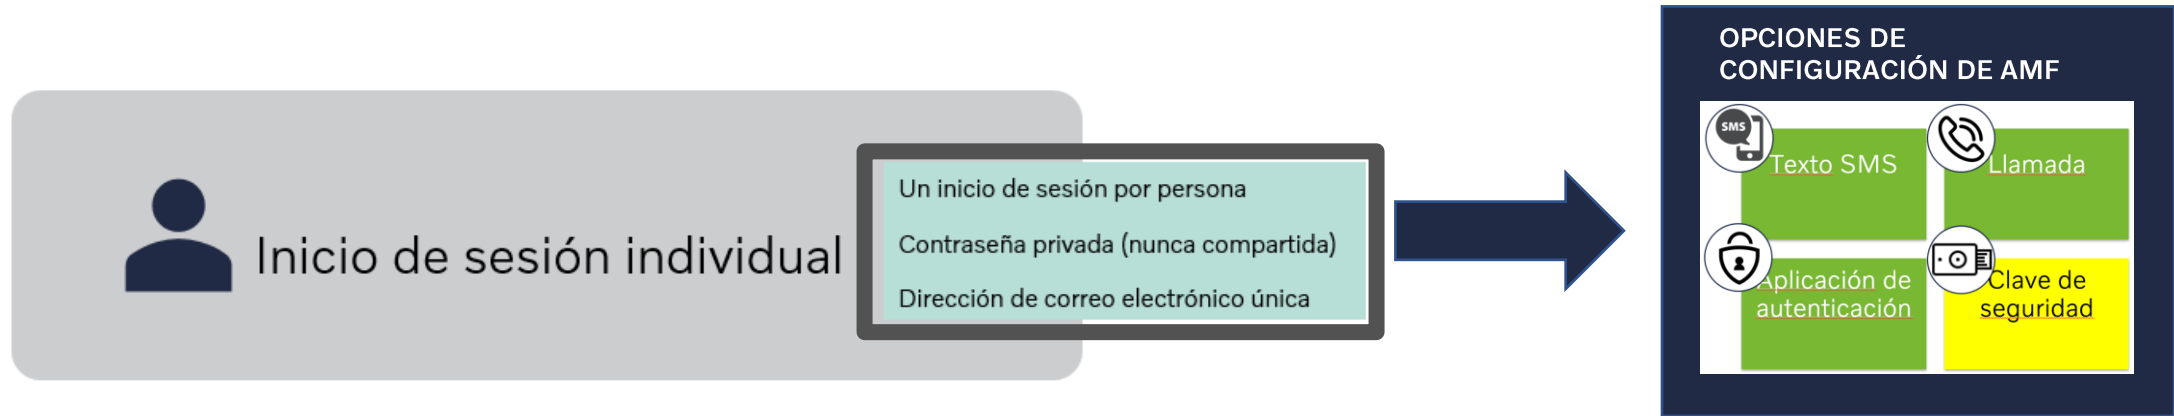 Inicio de sesión individual
Un inicio de sesión por persona
Contraseña privada (nunca compartida)
Dirección de correo electrónico única
OPCIONES DE
CONFIGURACIÓN DE AMF
SMS
Texto SMS
Llamada
Aplicación de
autenticación
Clave de
seguridad